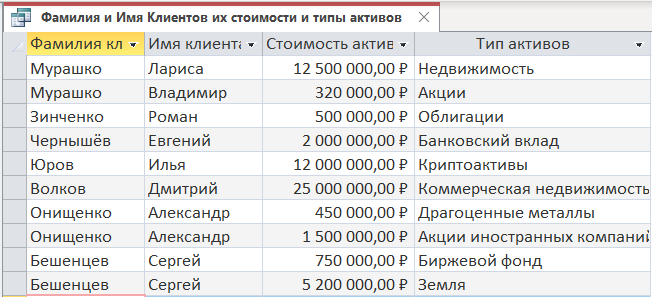 Фамилия и Имя Клиентов их стоимости и типы активов
Фамилия кл Имя клиента Стоимость актив Тип активов
Мурашко Лариса 12 500 000,00 ₽ Недвижимость
Мурашко Владимир 320 000,00 ₽ Акции
Зинченко Роман 500 000,00 ₽ Облигации
Чернышёв Евгений 2 000 000,00 ₽ Банковский вклад
Юров Илья 12 000 000,00 ₽ Криптоактивы
Волков Дмитрий 25 000 000,00 ₽ Коммерческая недвижимость
Онищенко Александр 450 000,00 ₽ Драгоценные металлы
Онищенко Александр 1 500 000,00 ₽ Акции иностранных компаний
Бешенцев Сергей 750 000,00 ₽ Биржевой фонд
Бешенцев Сергей 5 200 000,00 ₽ Земля